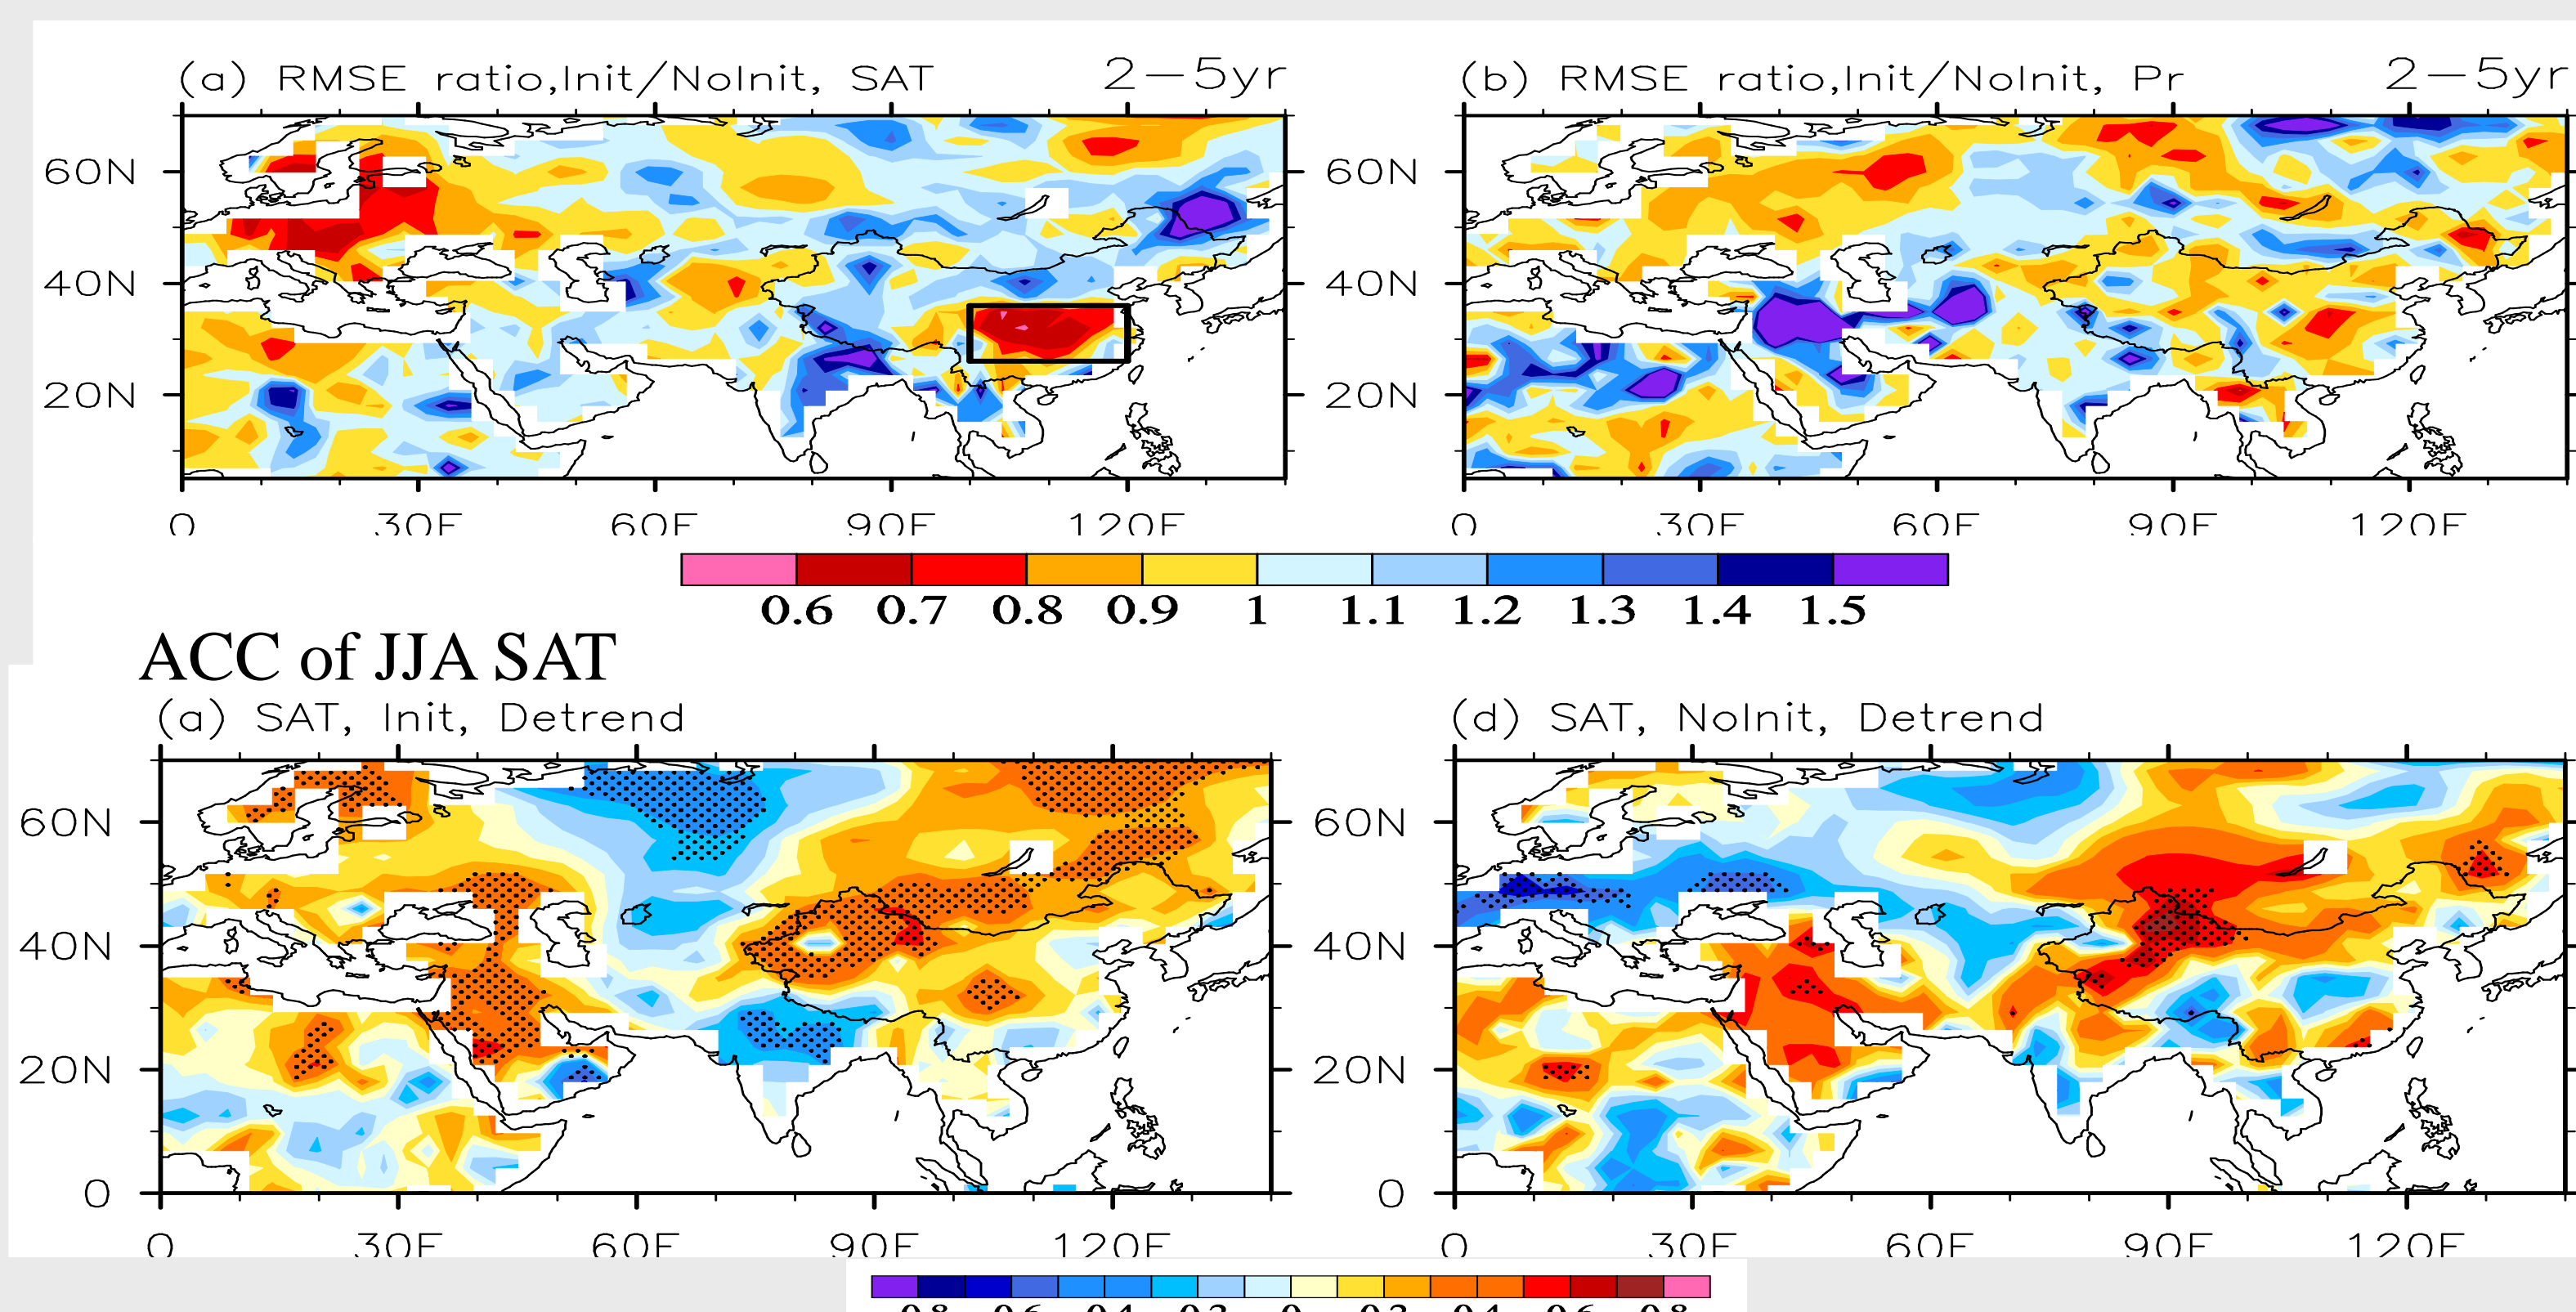 (a) RMSE ratio,Init/NoInit, SAT 2-5yr
(b) RMSE ratio,Init/NoInit, Pr 2-5yr
60N 60N
40N 40N
20N 20N
0 30E 60E 90E 120E
0 30E 60E 90E 120E
0.6 0.7 0.8 0.9 1 1.1 1.2 1.3 1.4 1.5
ACC of JJA SAT
(a) SAT, Init, Detrend
(d) SAT, NoInit, Detrend
60N 60N
40N 40N
20N 20N
0 0
0 30E 60E 90E 120E
0 30E 60E 90E 120E